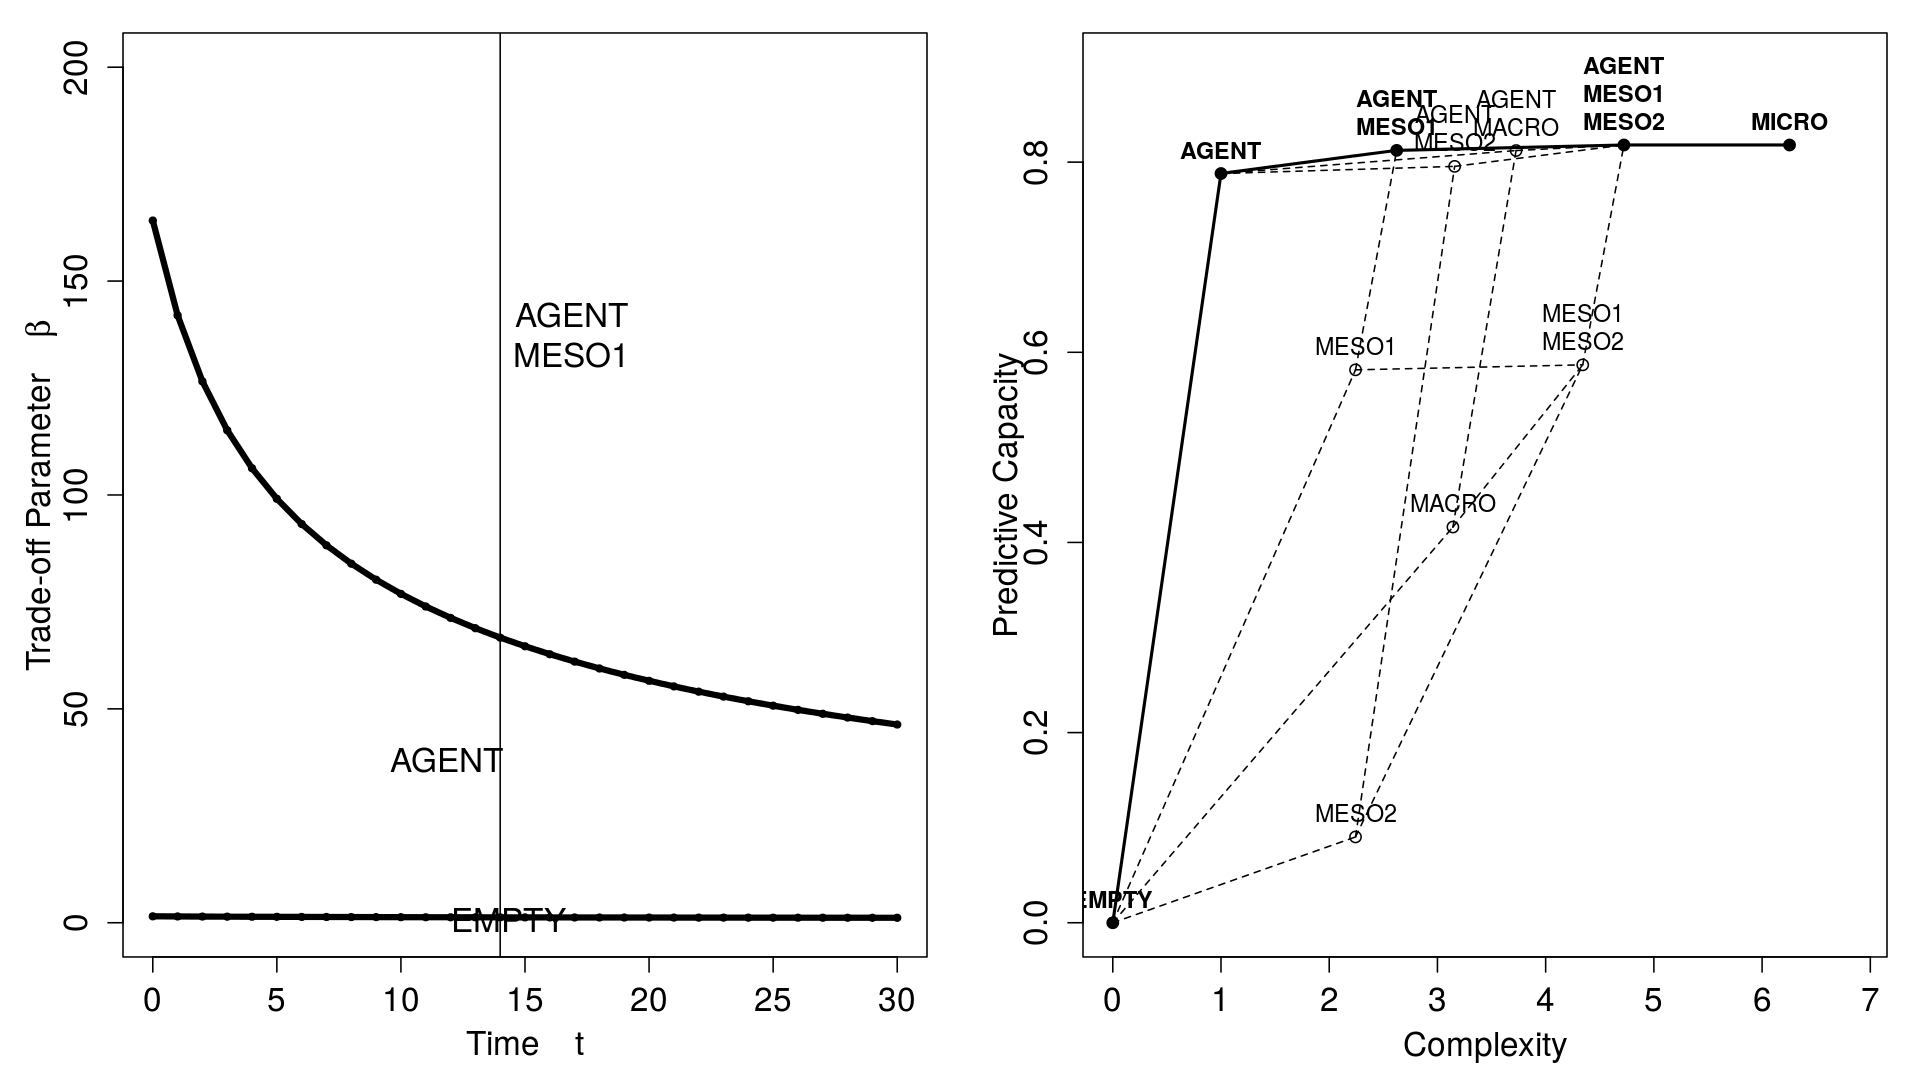 200
150
100
50
0
Trade-off Parameter β
AGENT
MESO1
AGENT
EMPTY
0 5 10 15 20 25 30
Time t
0.8
0.6
0.4
0.2
0.0
Predictive Capacity
AGENT
AGENT
MESO1
AGENT
MESO2
AGENT
MACRO
AGENT
MESO1
MESO2
MICRO
MESO1
MESO1
MESO2
MACRO
MESO2
EMPTY
0 1 2 3 4 5 6 7
Complexity